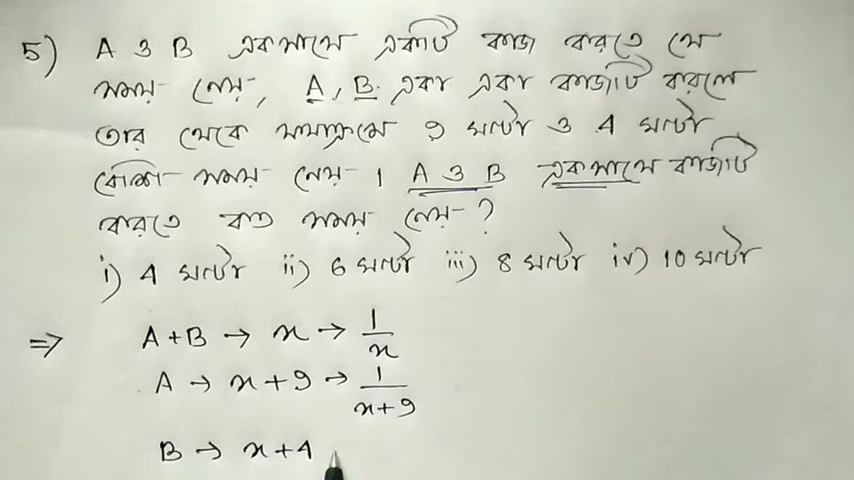 5) A ও B একসাথে একটি কাজ করতে যে
সময় নেয়, A, B একা একা কাজটি করলে
তার থেকে যথাক্রমে 9 ঘন্টা ও 4 ঘন্টা
বেশি সময় নেয়। A ও B একসাথে কাজটি
করতে কত সময় নেয়?
i) 4 ঘন্টা ii) 6 ঘন্টা iii) 8 ঘন্টা iv) 10 ঘন্টা
=> A+B → x → 1/x
A → x+9 → 1/(x+9)
B → x+4